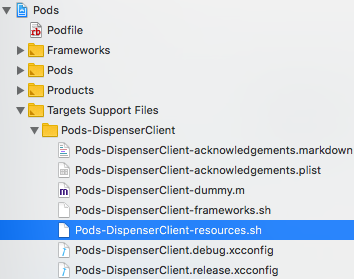 Pods
Podfile
Frameworks
Pods
Products
Targets Support Files
Pods-DispenserClient
Pods-DispenserClient-acknowledgements.markdown
Pods-DispenserClient-acknowledgements.plist
Pods-DispenserClient-dummy.m
Pods-DispenserClient-frameworks.sh
Pods-DispenserClient-resources.sh
Pods-DispenserClient.debug.xcconfig
Pods-DispenserClient.release.xcconfig